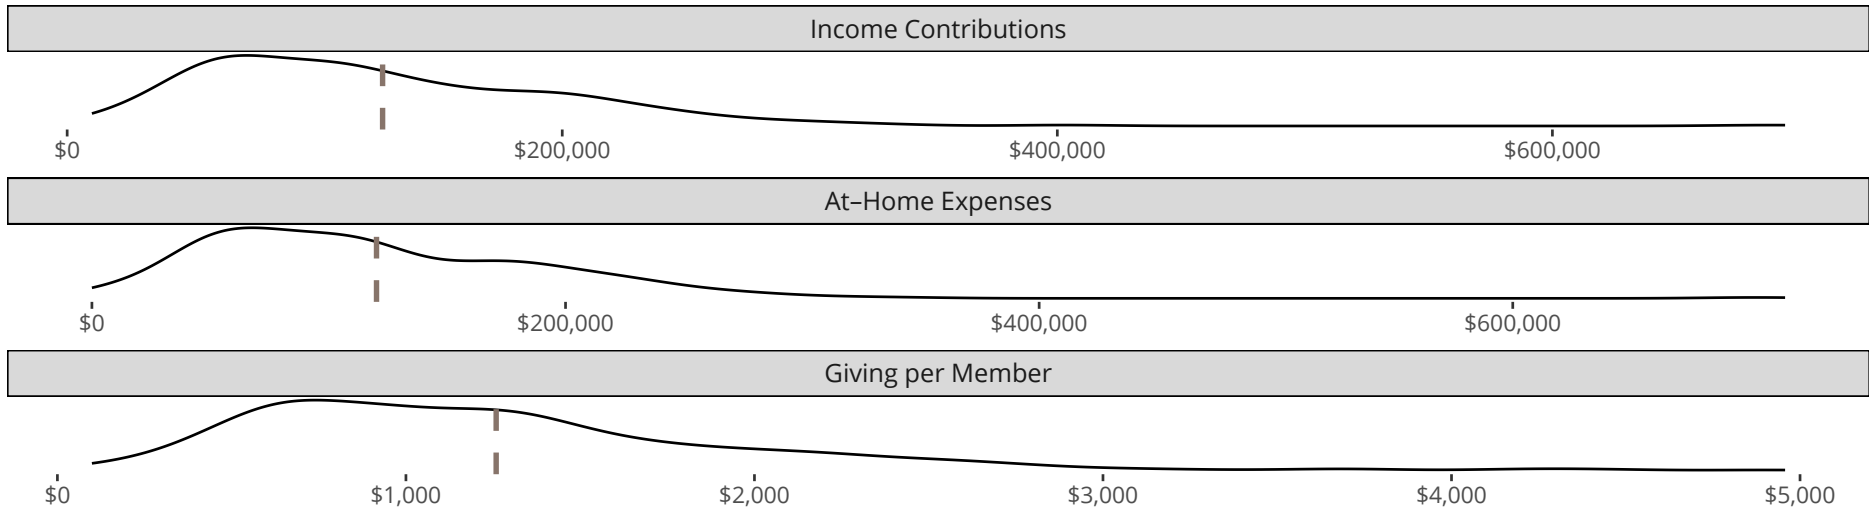 Income Contributions
$0 $200,000 $400,000 $600,000
At–Home Expenses
$0 $200,000 $400,000 $600,000
Giving per Member
$0 $1,000 $2,000 $3,000 $4,000 $5,000